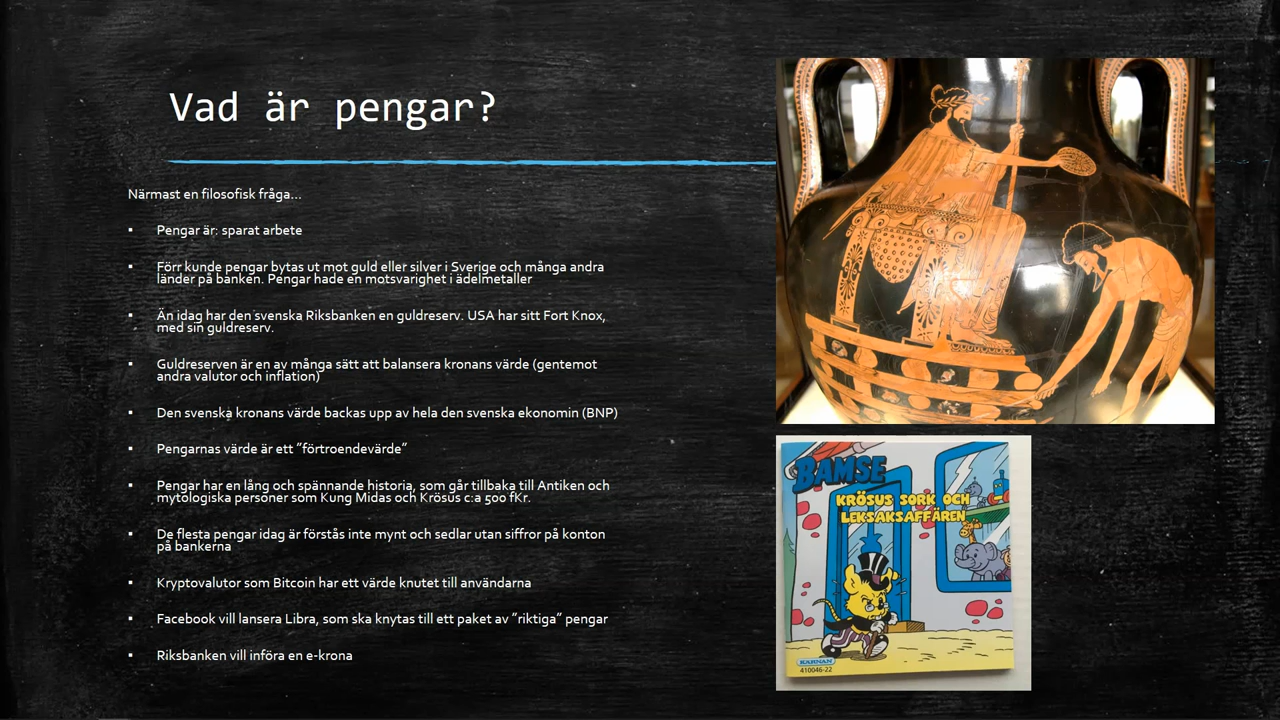 Vad är pengar?
Närmast en filosofisk fråga...
▪ Pengar är: sparat arbete
▪ Förr kunde pengar bytas ut mot guld eller silver i Sverige och många andra
länder på banken. Pengar hade en motsvarighet i ädelmetaller
▪ Än idag har den svenska Riksbanken en guldreserv. USA har sitt Fort Knox,
med sin guldreserv.
▪ Guldreserven är en av många sätt att balansera kronans värde (gentemot
andra valutor och inflation)
▪ Den svenska kronans värde backas upp av hela den svenska ekonomin (BNP)
▪ Pengarnas värde är ett ”förtroendevärde”
▪ Pengar har en lång och spännande historia, som går tillbaka till Antiken och
mytologiska personer som Kung Midas och Krösus c:a 500 fKr.
▪ De flesta pengar idag är förstås inte mynt och sedlar utan siffror på konton
på bankerna
▪ Kryptovalutor som Bitcoin har ett värde knutet till användarna
▪ Facebook vill lansera Libra, som ska knytas till ett paket av ”riktiga” pengar
▪ Riksbanken vill införa en e-krona
BAMSE
KRÖSUS SORK OCH
LEKSAKSAFFÄREN
KÄRNAN
410046-22